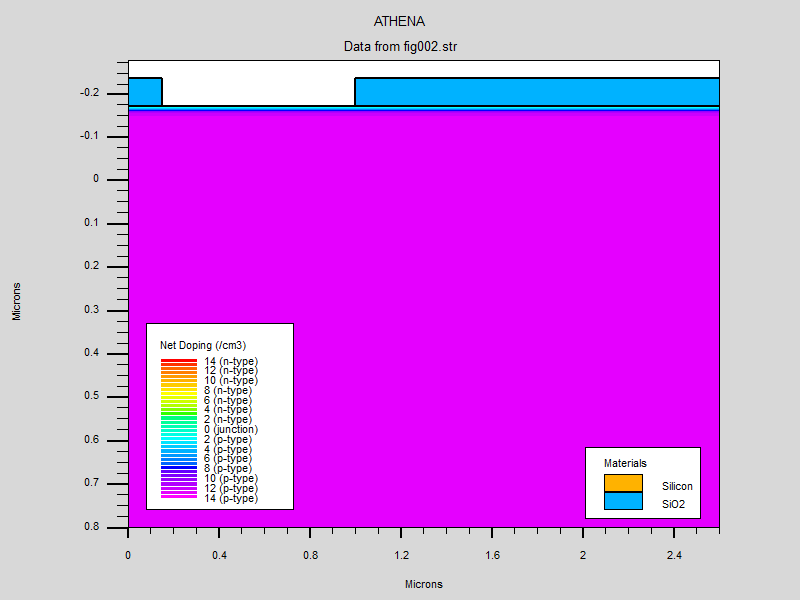 ATHENA
Data from fig002.str
-0.2
-0.1
0
0.1
0.2
0.3
0.4
0.5
0.6
0.7
0.8
Microns
Net Doping (/cm3)
14 (n-type)
12 (n-type)
10 (n-type)
8 (n-type)
6 (n-type)
4 (n-type)
2 (n-type)
0 (junction)
2 (p-type)
4 (p-type)
6 (p-type)
8 (p-type)
10 (p-type)
12 (p-type)
14 (p-type)
Materials
Silicon
SiO2
0 0.4 0.8 1.2 1.6 2 2.4
Microns